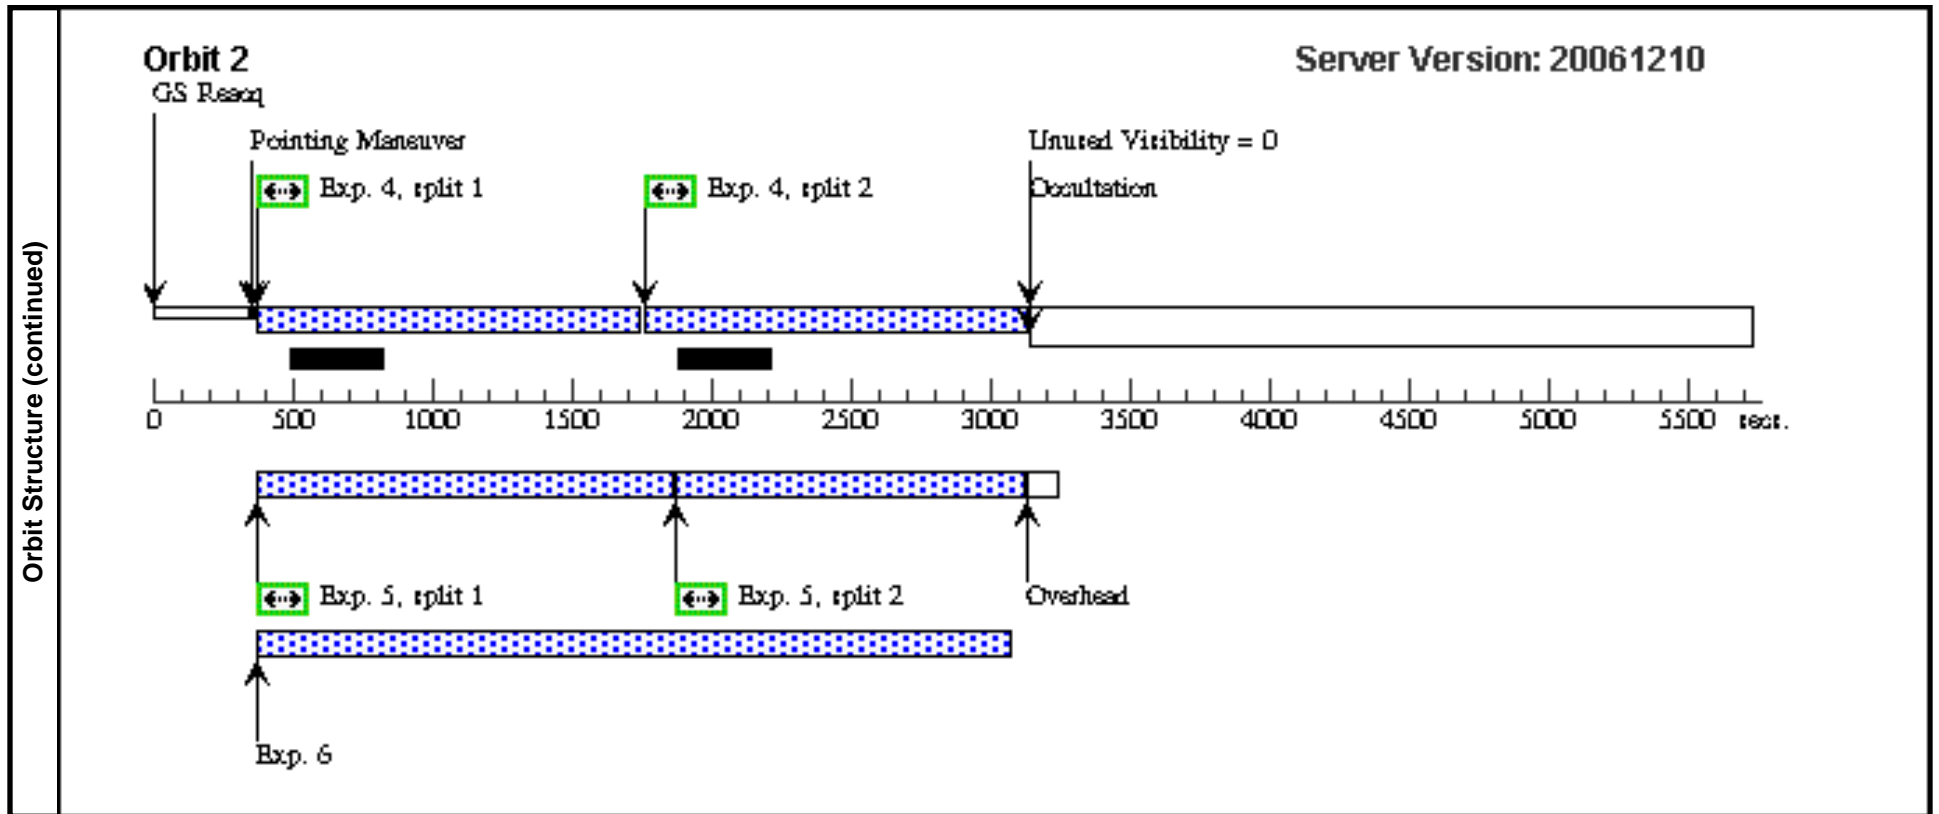 Orbit Structure (continued)
Orbit 2
Server Version: 20061210
GS Reacq
Pointing Maneuver
Unused Visibility = 0
Exp. 4, split 1
Exp. 4, split 2
Occultation
0 500 1000 1500 2000 2500 3000 3500 4000 4500 5000 5500 secs.
Exp. 5, split 1
Exp. 5, split 2
Overhead
Exp. 6